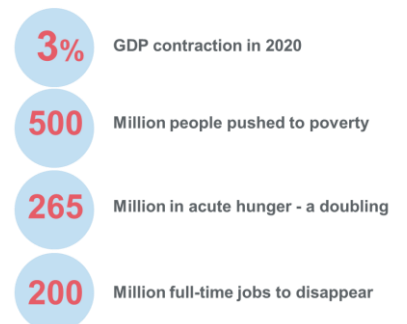 3% GDP contraction in 2020
500 Million people pushed to poverty
265 Million in acute hunger - a doubling
200 Million full-time jobs to disappear